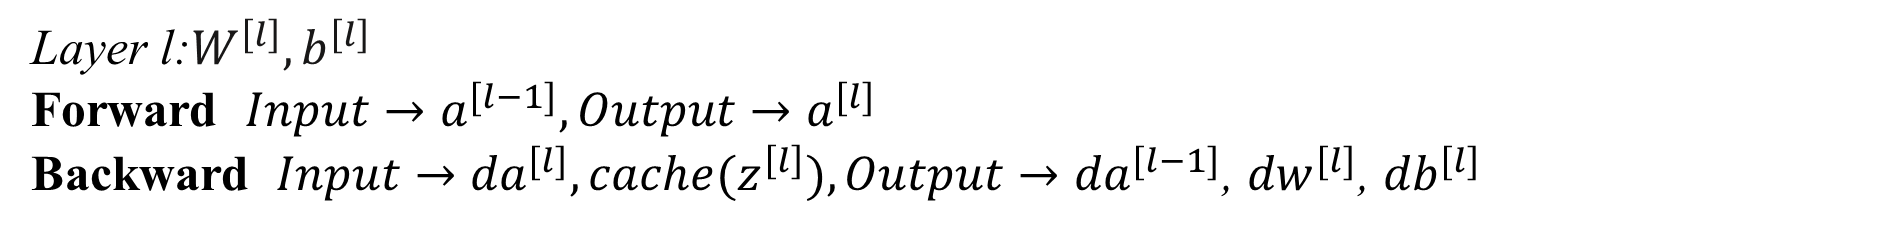 Layer l:W^[l], b^[l]
Forward Input → a^[l−1], Output → a^[l]
Backward Input → da^[l], cache(z^[l]), Output → da^[l−1], dw^[l], db^[l]